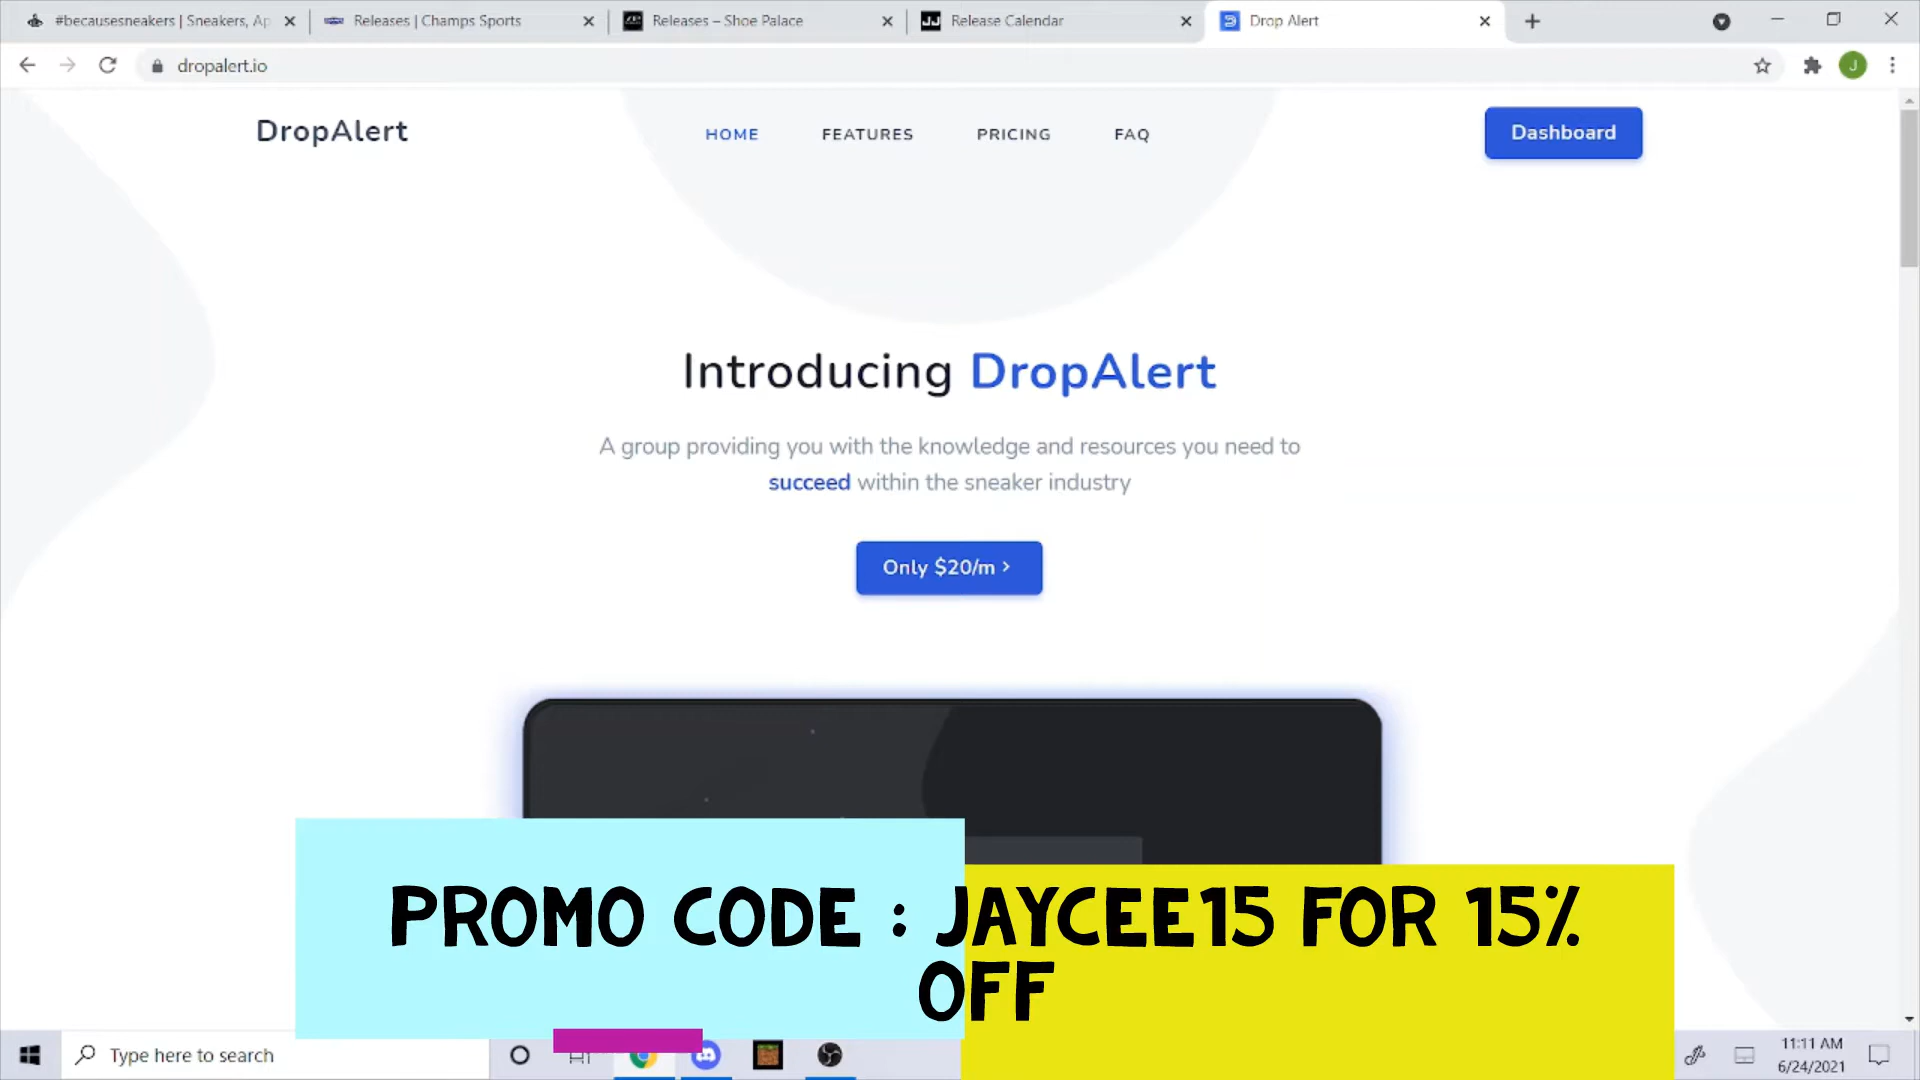 #becausesneakers | Sneakers, Ap
Releases | Champs Sports
Releases – Shoe Palace
Release Calendar
Drop Alert
dropalert.io
J
DropAlert
HOME
FEATURES
PRICING
FAQ
Dashboard
Introducing DropAlert
A group providing you with the knowledge and resources you need to
succeed within the sneaker industry
Only $20/m >
PROMO CODE : JAYCEE15 FOR 15%
OFF
Type here to search
11:11 AM
6/24/2021